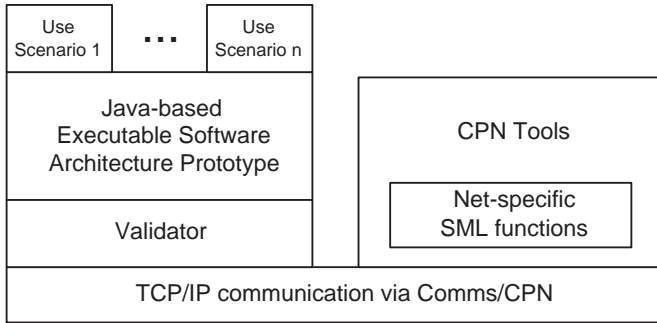 Use
Scenario 1
...
Use
Scenario n
Java-based
Executable Software
Architecture Prototype
Validator
CPN Tools
Net-specific
SML functions
TCP/IP communication via Comms/CPN